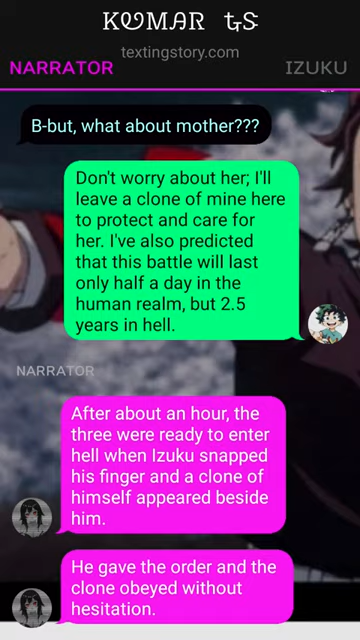 KUMAR ts
textingstory.com
NARRATOR
IZUKU
B-but, what about mother???
Don't worry about her; I'll
leave a clone of mine here
to protect and care for
her. I've also predicted
that this battle will last
only half a day in the
human realm, but 2.5
years in hell.
NARRATOR
After about an hour, the
three were ready to enter
hell when Izuku snapped
his finger and a clone of
himself appeared beside
him.
He gave the order and the
clone obeyed without
hesitation.